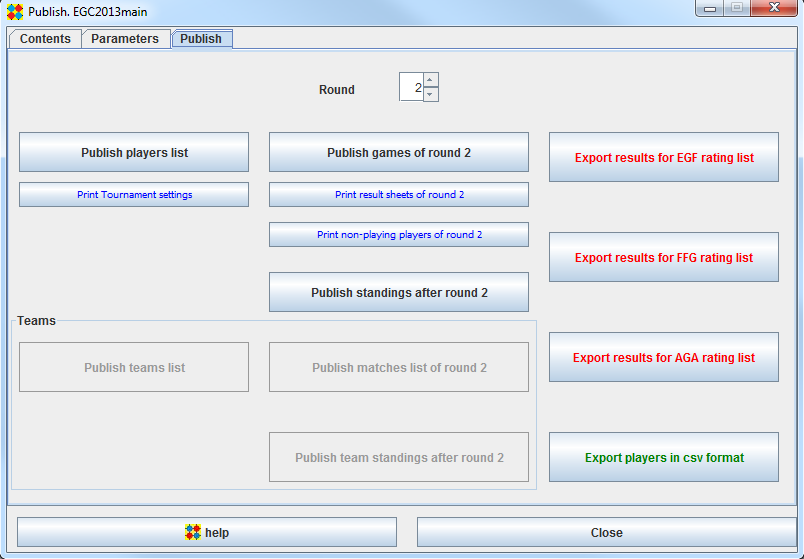 Publish. EGC2013main
Contents Parameters Publish
Round 2
Publish players list
Publish games of round 2
Export results for EGF rating list
Print Tournament settings
Print result sheets of round 2
Print non-playing players of round 2
Export results for FFG rating list
Publish standings after round 2
Teams
Publish teams list
Publish matches list of round 2
Export results for AGA rating list
Publish team standings after round 2
Export players in csv format
help
Close